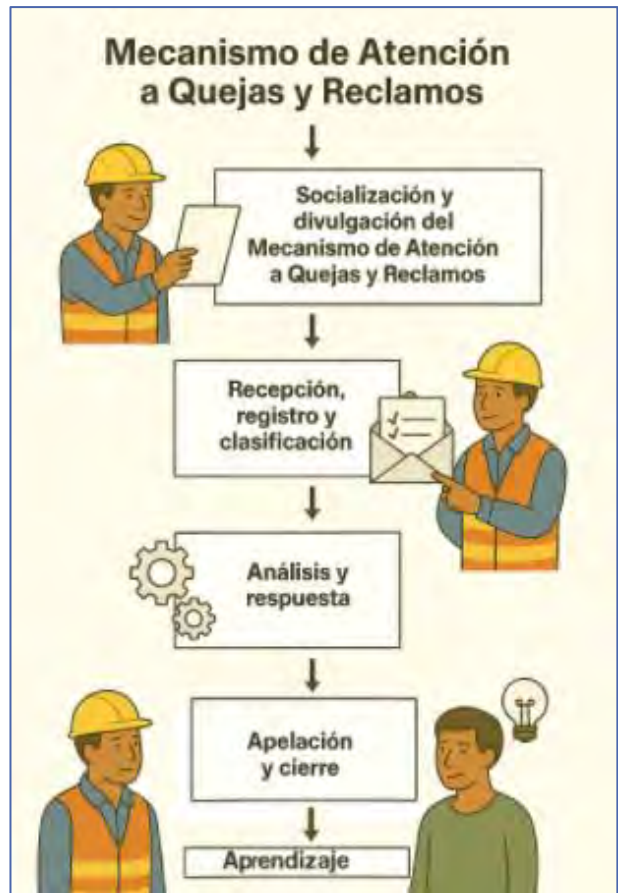 Mecanismo de Atención
a Quejas y Reclamos
Socialización y
divulgación del
Mecanismo de Atención
a Quejas y Reclamos
Recepción,
registro y
clasificación
Análisis y
respuesta
Apelación
y cierre
Aprendizaje